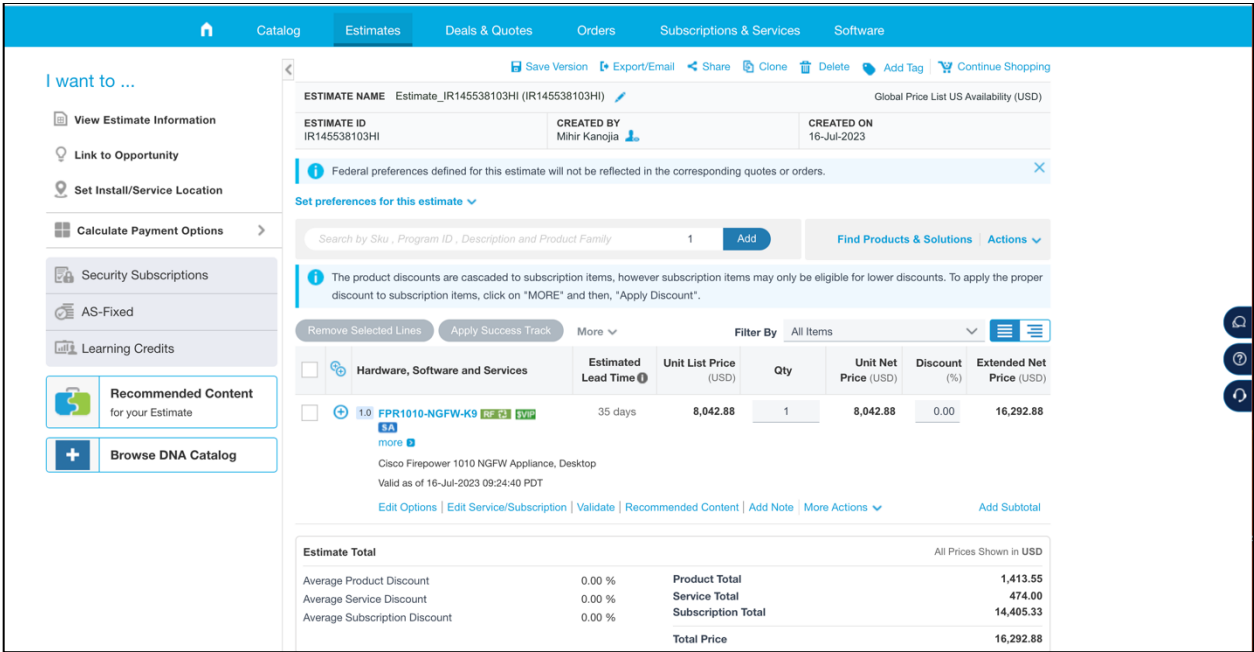 Catalog Estimates Deals & Quotes Orders Subscriptions & Services Software
I want to ...
View Estimate Information
Link to Opportunity
Set Install/Service Location
Calculate Payment Options
Security Subscriptions
AS-Fixed
Learning Credits
Recommended Content
for your Estimate
Browse DNA Catalog
Save Version Export/Email Share Clone Delete Add Tag Continue Shopping
ESTIMATE NAME Estimate_IR145538103HI (IR145538103HI) Global Price List US Availability (USD)
ESTIMATE ID CREATED BY CREATED ON
IR145538103HI Mihir Kanojia 16-Jul-2023
Federal preferences defined for this estimate will not be reflected in the corresponding quotes or orders.
Set preferences for this estimate
Search by Sku , Program ID , Description and Product Family 1 Add Find Products & Solutions Actions
The product discounts are cascaded to subscription items, however subscription items may only be eligible for lower discounts. To apply the proper
discount to subscription items, click on "MORE" and then, "Apply Discount".
Remove Selected Lines Apply Success Track More Filter By All Items
Hardware, Software and Services Estimated Lead Time Unit List Price (USD) Qty Unit Net Price (USD) Discount (%) Extended Net Price (USD)
1.0 FPR1010-NGFW-K9 RF $VIP 35 days 8,042.88 1 8,042.88 0.00 16,292.88
SA
more
Cisco Firepower 1010 NGFW Appliance, Desktop
Valid as of 16-Jul-2023 09:24:40 PDT
Edit Options | Edit Service/Subscription | Validate | Recommended Content | Add Note | More Actions Add Subtotal
Estimate Total All Prices Shown in USD
Average Product Discount 0.00 % Product Total 1,413.55
Average Service Discount 0.00 % Service Total 474.00
Average Subscription Discount 0.00 % Subscription Total 14,405.33
Total Price 16,292.88